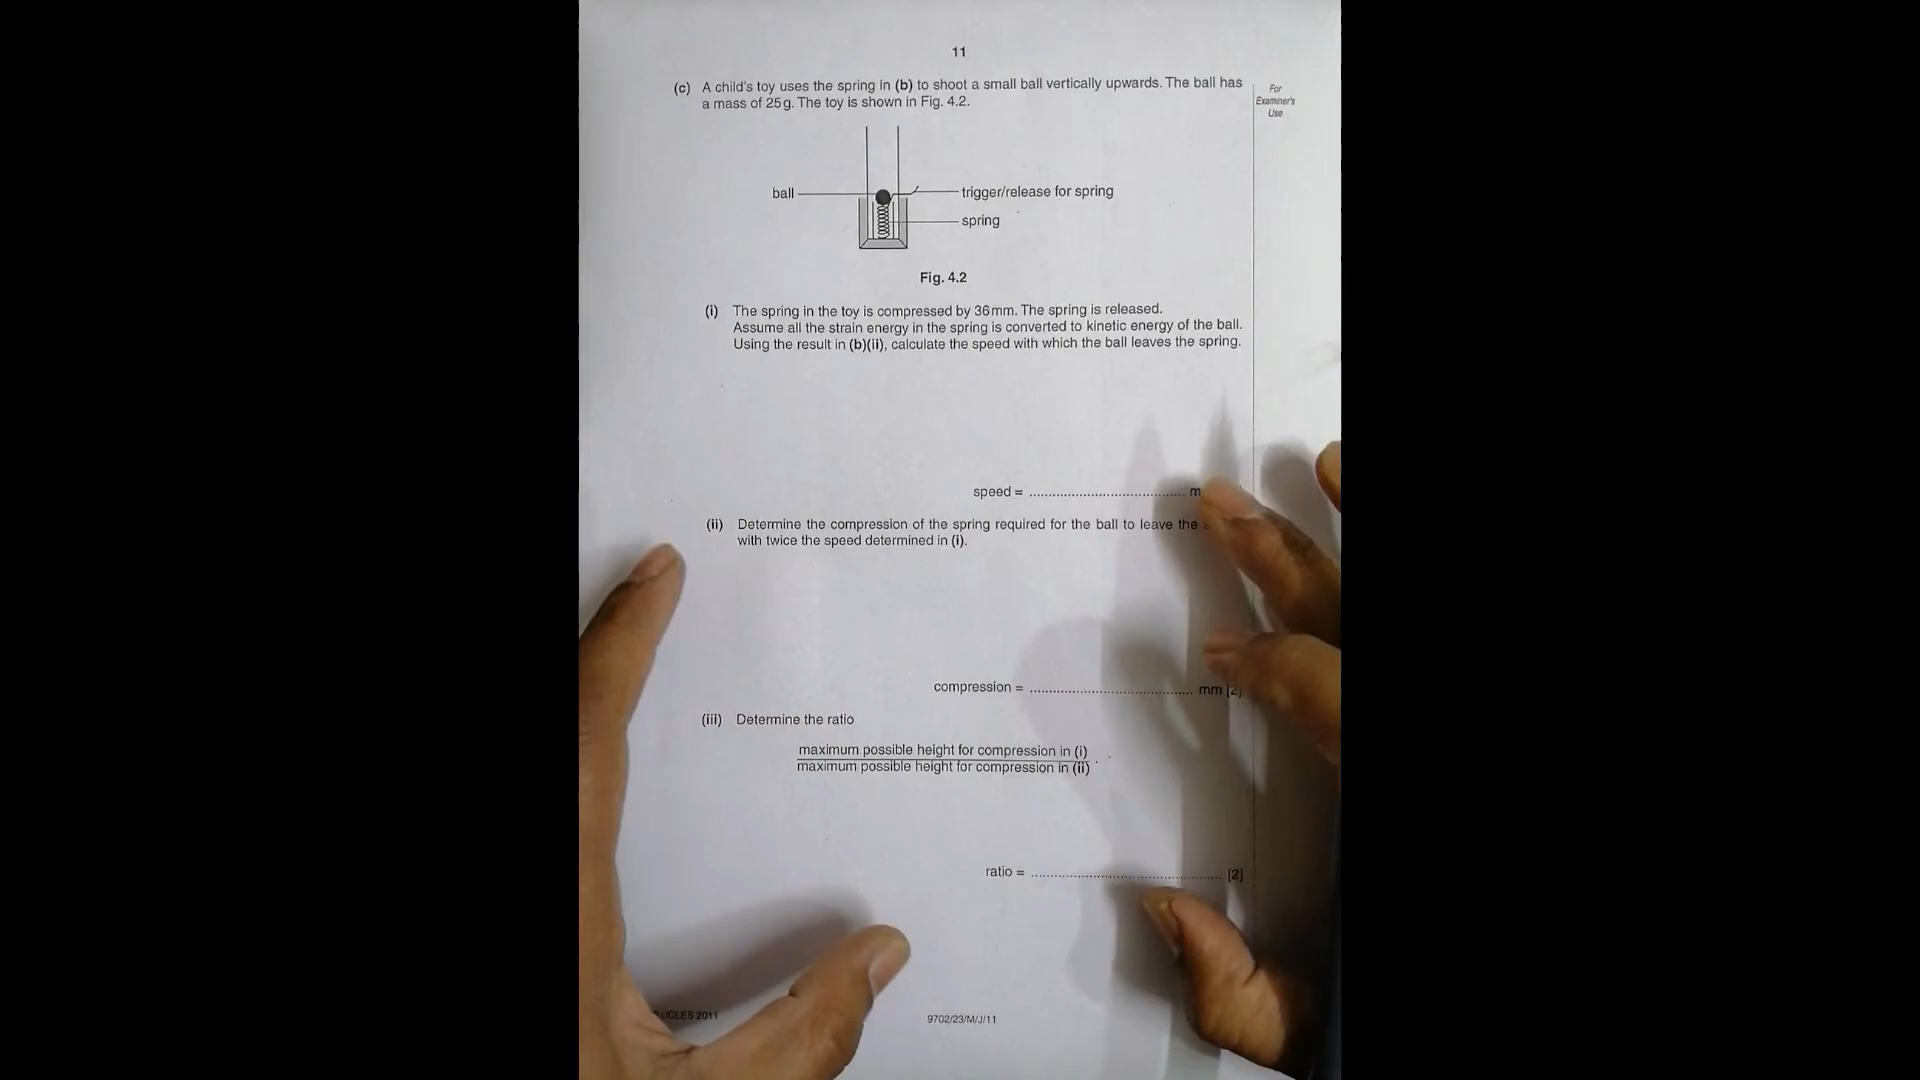 11
(c) A child's toy uses the spring in (b) to shoot a small ball vertically upwards. The ball has
a mass of 25 g. The toy is shown in Fig. 4.2.
For
Examiner's
Use
ball
trigger/release for spring
spring
Fig. 4.2
(i) The spring in the toy is compressed by 36 mm. The spring is released.
Assume all the strain energy in the spring is converted to kinetic energy of the ball.
Using the result in (b)(ii), calculate the speed with which the ball leaves the spring.
speed = ........................................ m
(ii) Determine the compression of the spring required for the ball to leave the
with twice the speed determined in (i).
compression = ........................................ mm [2]
(iii) Determine the ratio
maximum possible height for compression in (i)
maximum possible height for compression in (ii) .
ratio = ........................................ [2]
UCLES 2011
9702/23/M/J/11